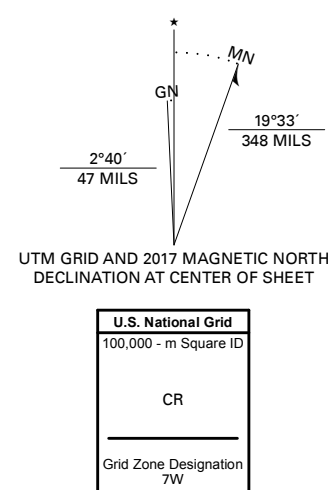 ★
MN
GN
19°33´
348 MILS
2°40´
47 MILS
UTM GRID AND 2017 MAGNETIC NORTH
DECLINATION AT CENTER OF SHEET
U.S. National Grid
100,000 - m Square ID
CR
Grid Zone Designation
7W